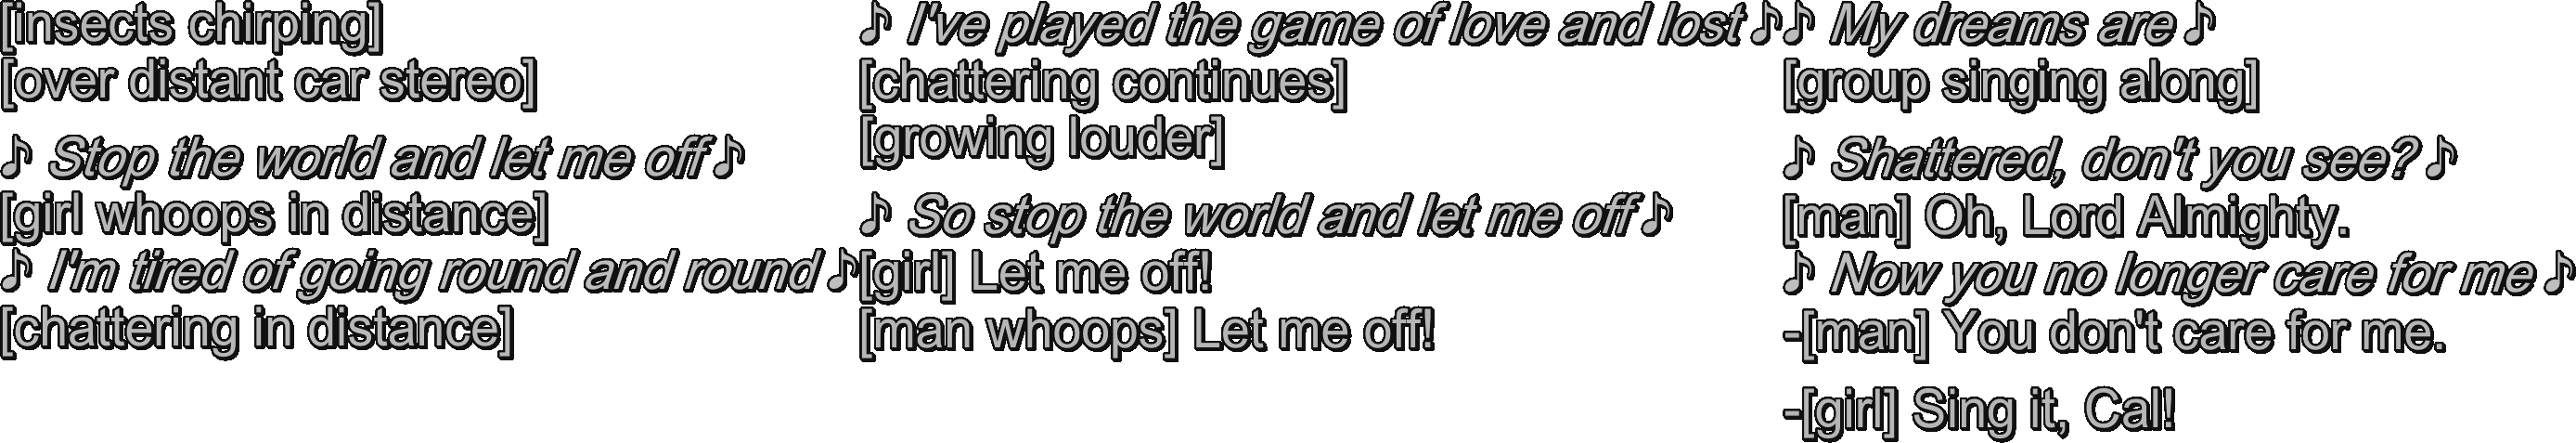 [insects chirping]
[over distant car stereo]
♪ Stop the world and let me off ♪
[girl whoops in distance]
♪ I'm tired of going round and round ♪
[chattering in distance]
♪ I've played the game of love and lost ♪
[chattering continues]
[growing louder]
♪ So stop the world and let me off ♪
[girl] Let me off!
[man whoops] Let me off!
♪ My dreams are ♪
[group singing along]
♪ Shattered, don't you see? ♪
[man] Oh, Lord Almighty.
♪ Now you no longer care for me ♪
-[man] You don't care for me.
-[girl] Sing it, Cal!